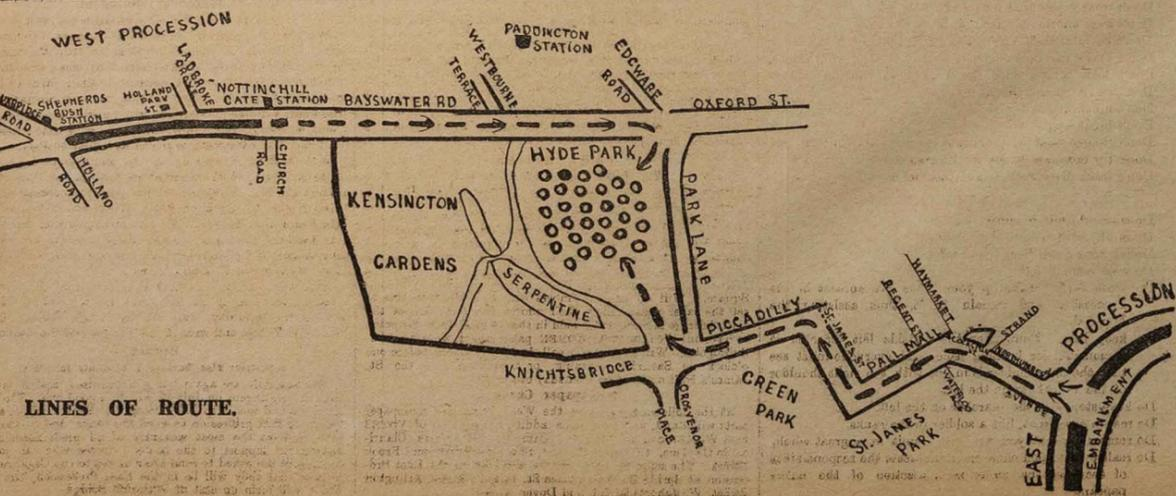 WEST PROCESSION
PADDINGTON
STATION
WESTBOURNE
TERRACE
EDGWARE
ROAD
LADBROKE
GROVE
SHEPHERDS
BUSH
STATION
ROAD
HOLLAND
PARK
ST.
NOTTINGHILL
GATE STATION
BAYSWATER RD
OXFORD ST.
HOLLAND
ROAD
CHURCH
ROAD
HYDE PARK
KENSINGTON
GARDENS
SERPENTINE
PARK LANE
KNIGHTSBRIDGE
GROSVENOR
PLACE
PICCADILLY
ST. JAMES ST.
GREEN
PARK
PALL MALL
REGENT ST.
HAYMARKET
STRAND
ST. JAMES
PARK
EAST
PROCESSION
EMBANKMENT
LINES OF ROUTE.